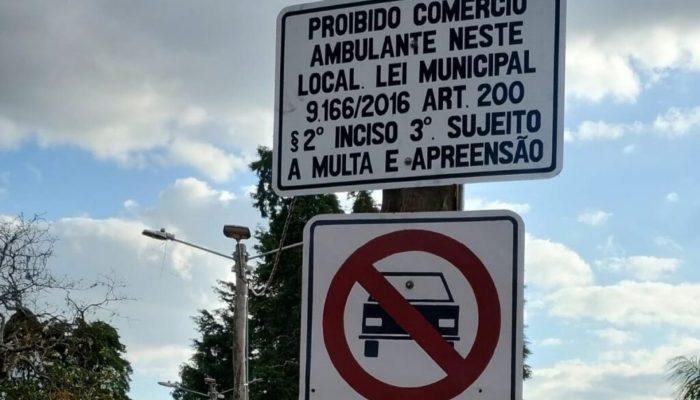 PROIBIDO COMÉRCIO
AMBULANTE NESTE
LOCAL. LEI MUNICIPAL
9.166/2016 ART. 200
§2° INCISO 3°. SUJEITO
A MULTA E APREENSÃO